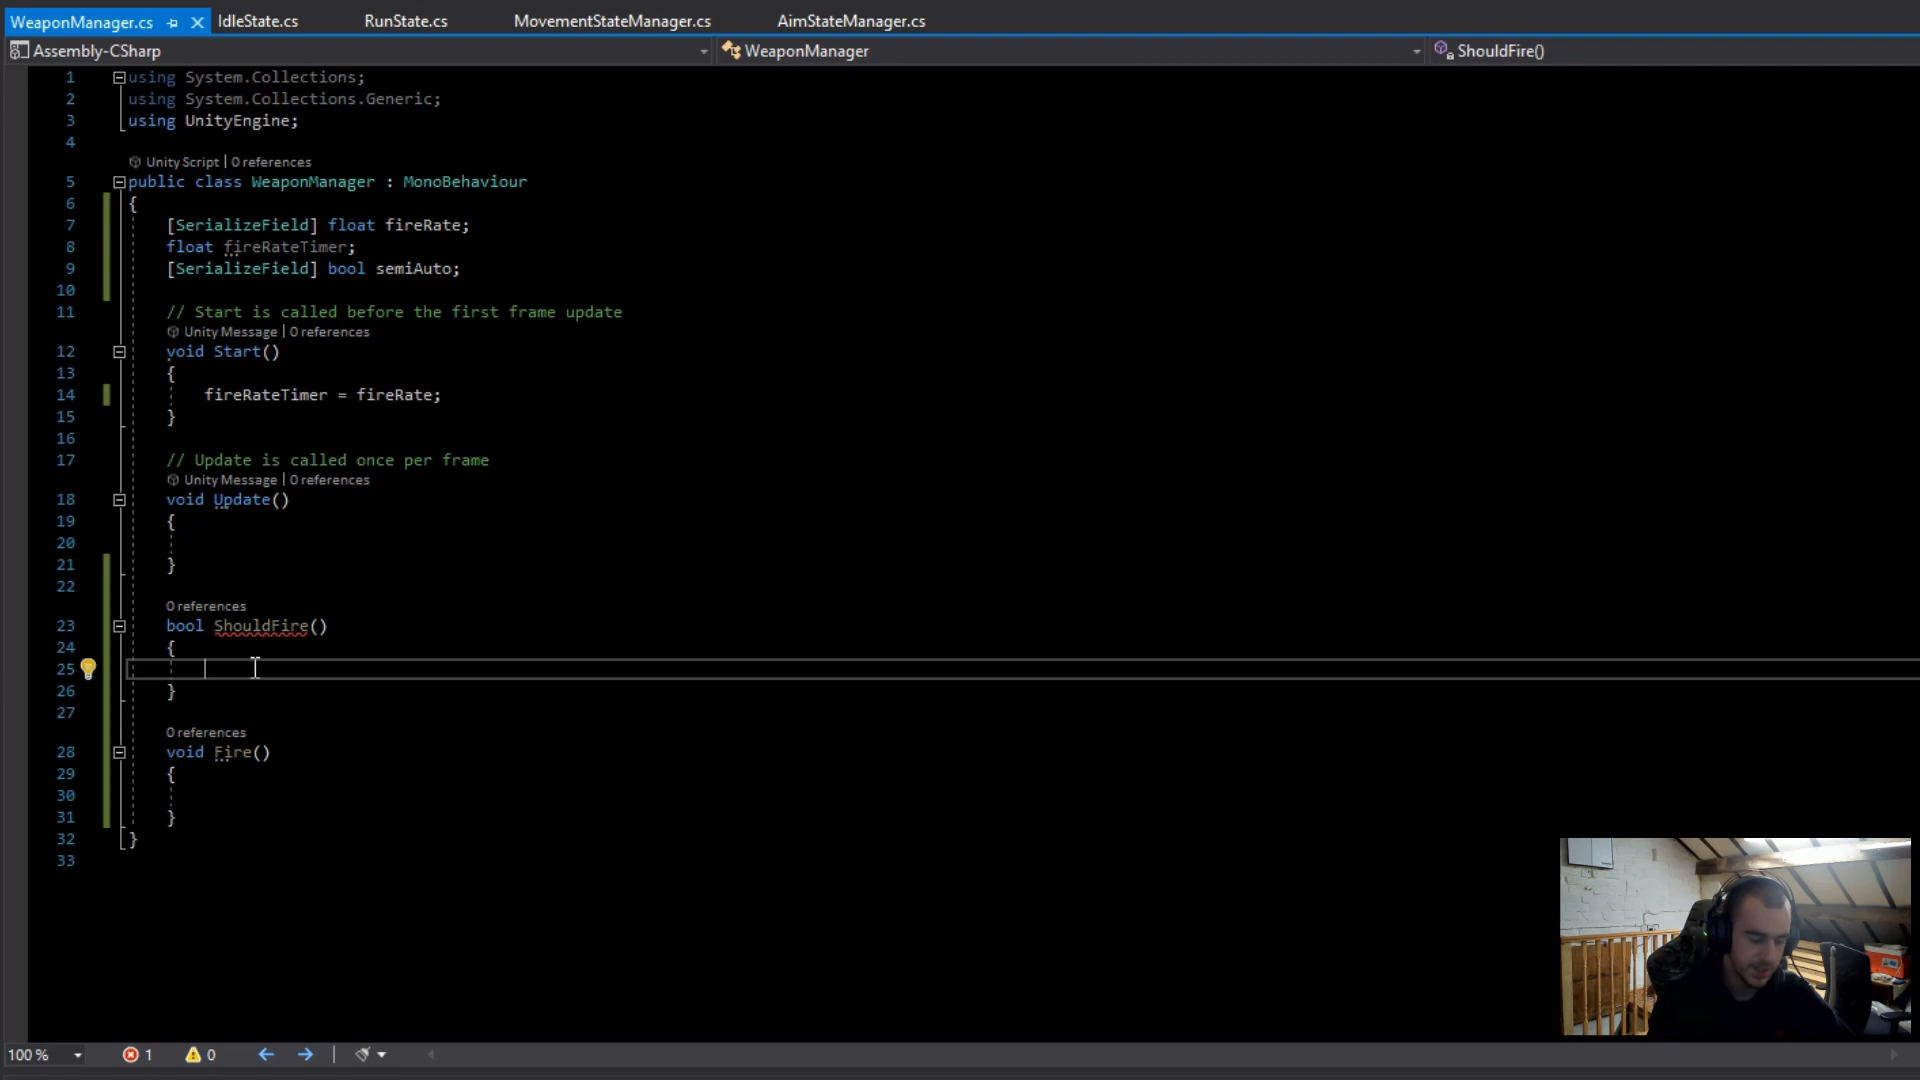 WeaponManager.cs IdleState.cs RunState.cs MovementStateManager.cs AimStateManager.cs
Assembly-CSharp WeaponManager ShouldFire()
1 using System.Collections;
2 using System.Collections.Generic;
3 using UnityEngine;
4
Unity Script | 0 references
5 public class WeaponManager : MonoBehaviour
6 {
7 [SerializeField] float fireRate;
8 float fireRateTimer;
9 [SerializeField] bool semiAuto;
10
11 // Start is called before the first frame update
Unity Message | 0 references
12 void Start()
13 {
14 fireRateTimer = fireRate;
15 }
16
17 // Update is called once per frame
Unity Message | 0 references
18 void Update()
19 {
20
21 }
22
0 references
23 bool ShouldFire()
24 {
25
26 }
27
0 references
28 void Fire()
29 {
30
31 }
32 }
33
100 % 1 0